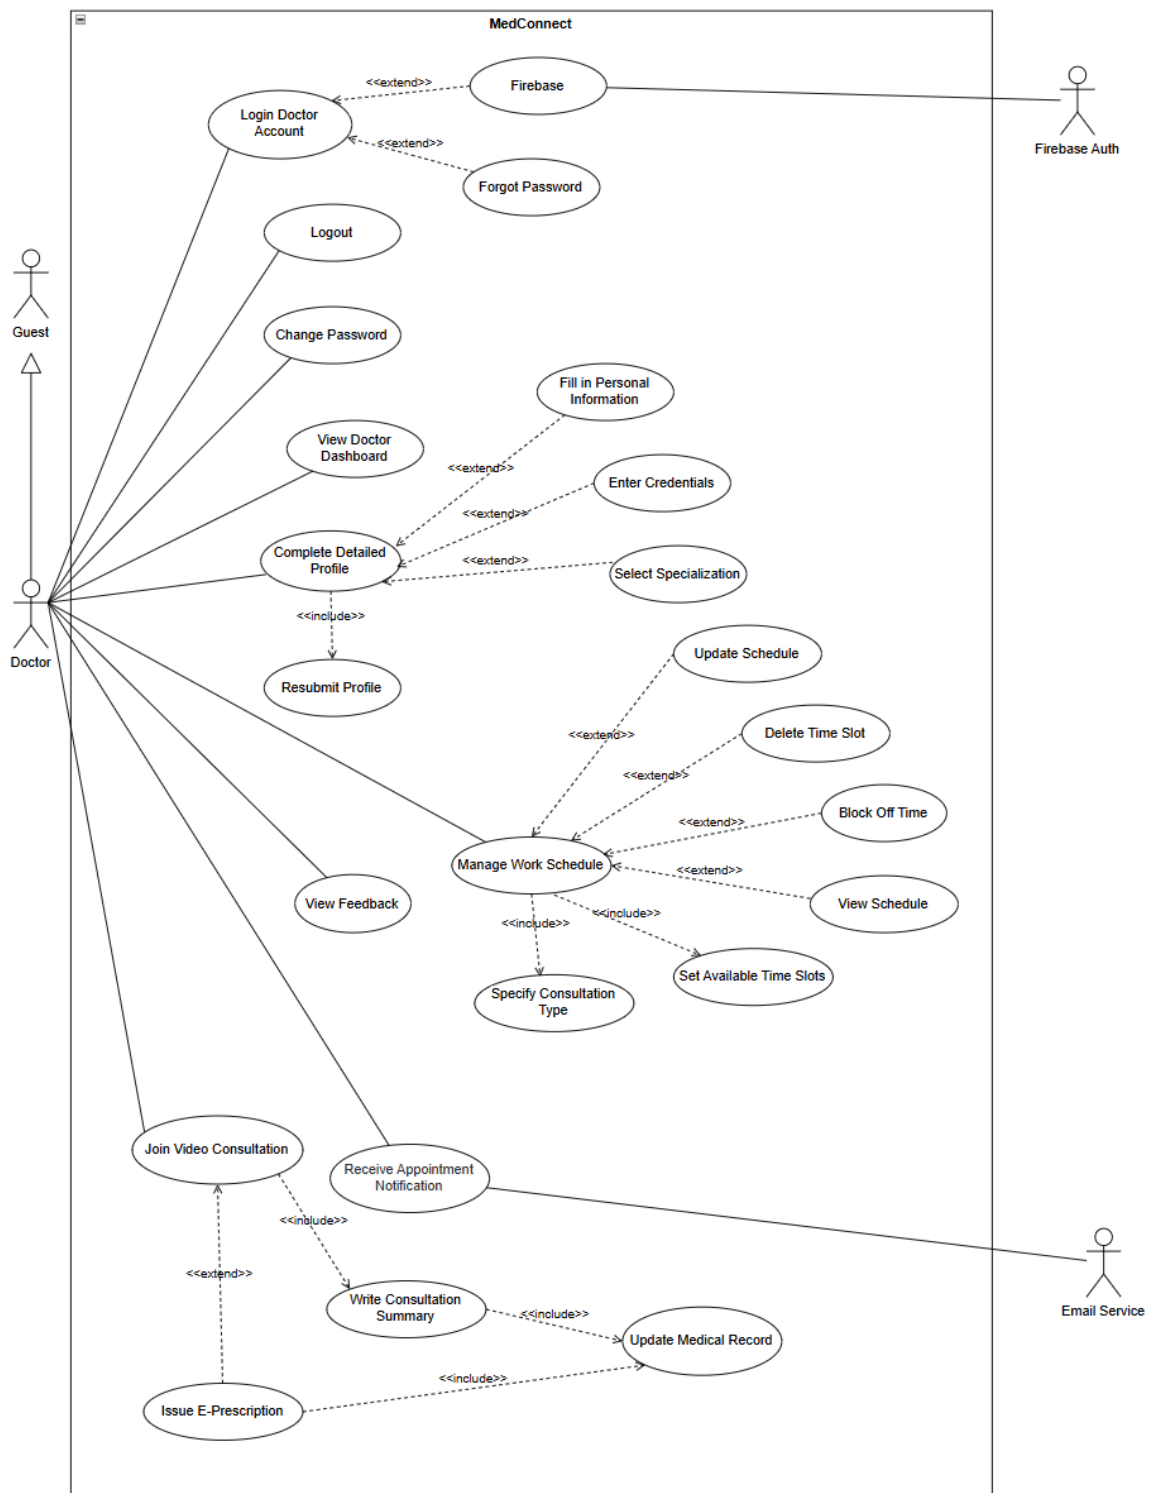 MedConnect
<<extend>>
Firebase
Login Doctor
Account
<<extend>>
Forgot Password
Firebase Auth
Logout
Guest
Change Password
Fill in Personal
Information
View Doctor
Dashboard
<<extend>>
Enter Credentials
<<extend>>
Complete Detailed
Profile
<<extend>>
Select Specialization
<<include>>
Doctor
Resubmit Profile
Update Schedule
<<extend>>
Delete Time Slot
<<extend>>
Block Off Time
<<extend>>
Manage Work Schedule
<<extend>>
View Feedback
View Schedule
<<include>>
<<include>>
Set Available Time Slots
Specify Consultation
Type
Join Video Consultation
Receive Appointment
Notification
<<include>>
<<extend>>
Write Consultation
Summary
<<include>>
Update Medical Record
Email Service
<<include>>
Issue E-Prescription